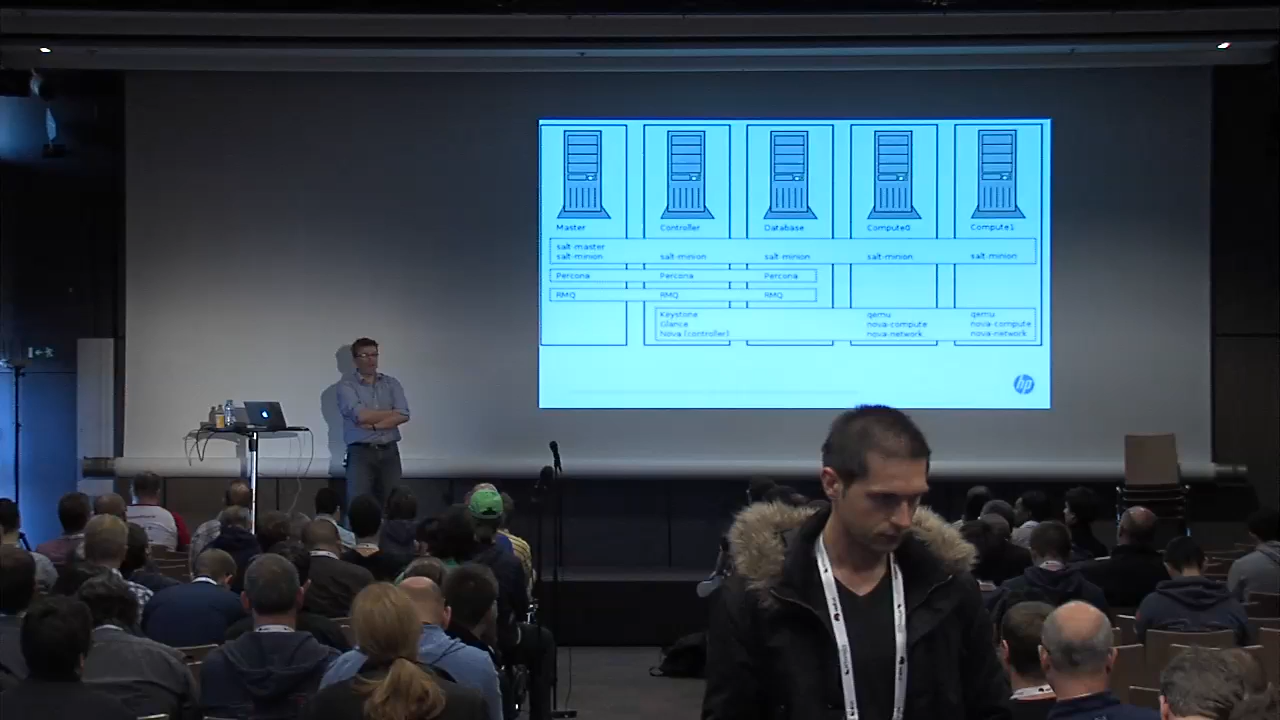 Master Controller Database Compute0 Compute1
salt-master
salt-minion salt-minion salt-minion salt-minion salt-minion
Percona Percona Percona
RMQ RMQ RMQ
Keystone qemu qemu
Glance nova-compute nova-compute
Nova (controller) nova-network nova-network
hp